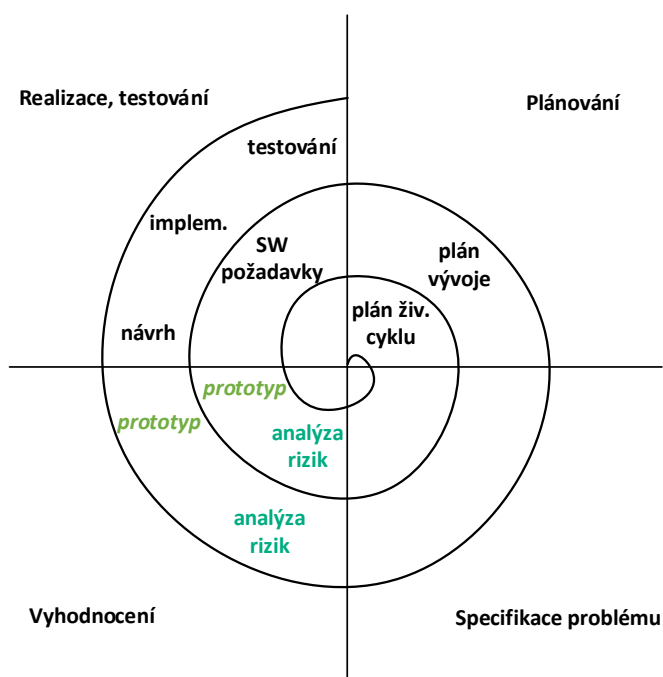 Realizace, testování
Plánování
testování
implem.
SW
požadavky
plán
vývoje
plán živ.
cyklu
návrh
prototyp
prototyp
analýza
rizik
analýza
rizik
Vyhodnocení
Specifikace problému